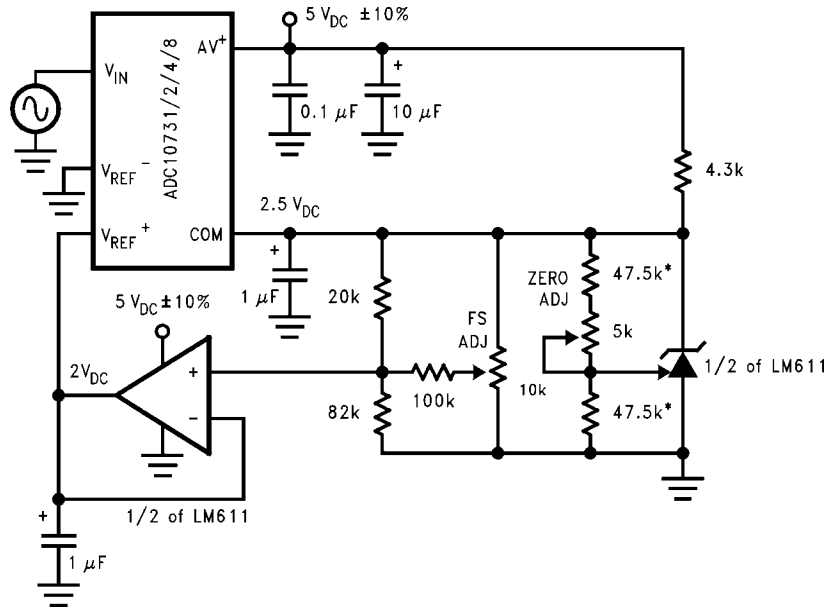 5 V_DC ±10%
AV+
V_IN
ADC10731/2/4/8
0.1 μF
+
10 μF
4.3k
V_REF −
2.5 V_DC
V_REF +
COM
+
1 μF
20k
FS
ADJ
ZERO
ADJ
47.5k*
5k
5 V_DC ±10%
2V_DC
+
−
1/2 of LM611
100k
10k
82k
47.5k*
1/2 of LM611
+
1 μF